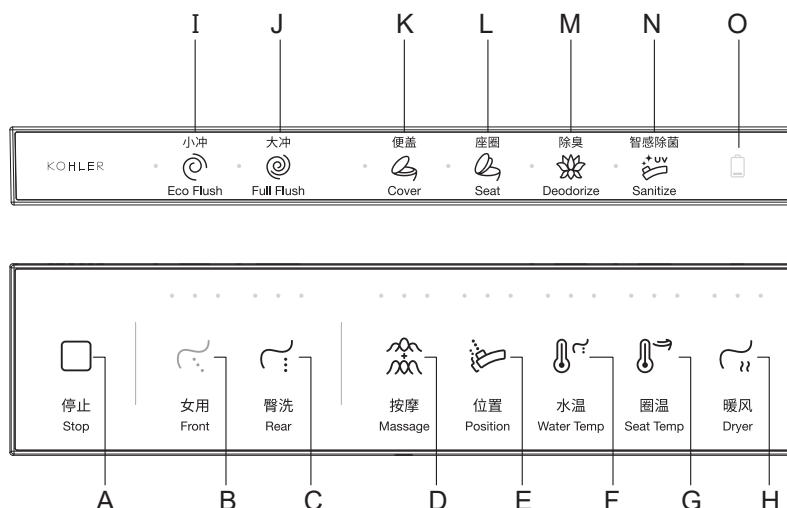 I J K L M N O
小冲 大冲 便盖 座圈 除臭 智感除菌
KOHLER
UV
Eco Flush Full Flush Cover Seat Deodorize Sanitize
停止 女用 臀洗 按摩 位置 水温 圈温 暖风
Stop Front Rear Massage Position Water Temp Seat Temp Dryer
A B C D E F G H